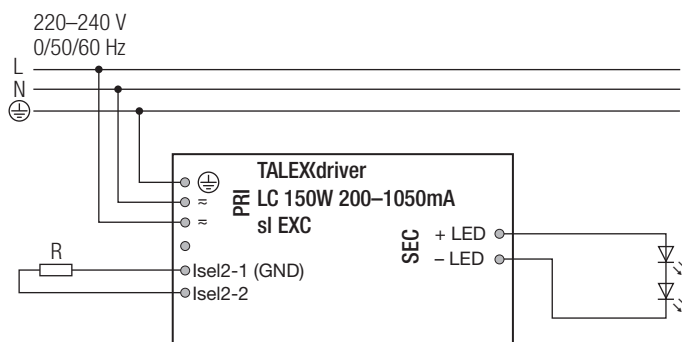 220–240 V
0/50/60 Hz
L
N
TALEXXdriver
LC 150W 200–1050mA
sl EXC
PRI
≂
≂
SEC
+ LED
– LED
R
Isel2-1 (GND)
Isel2-2